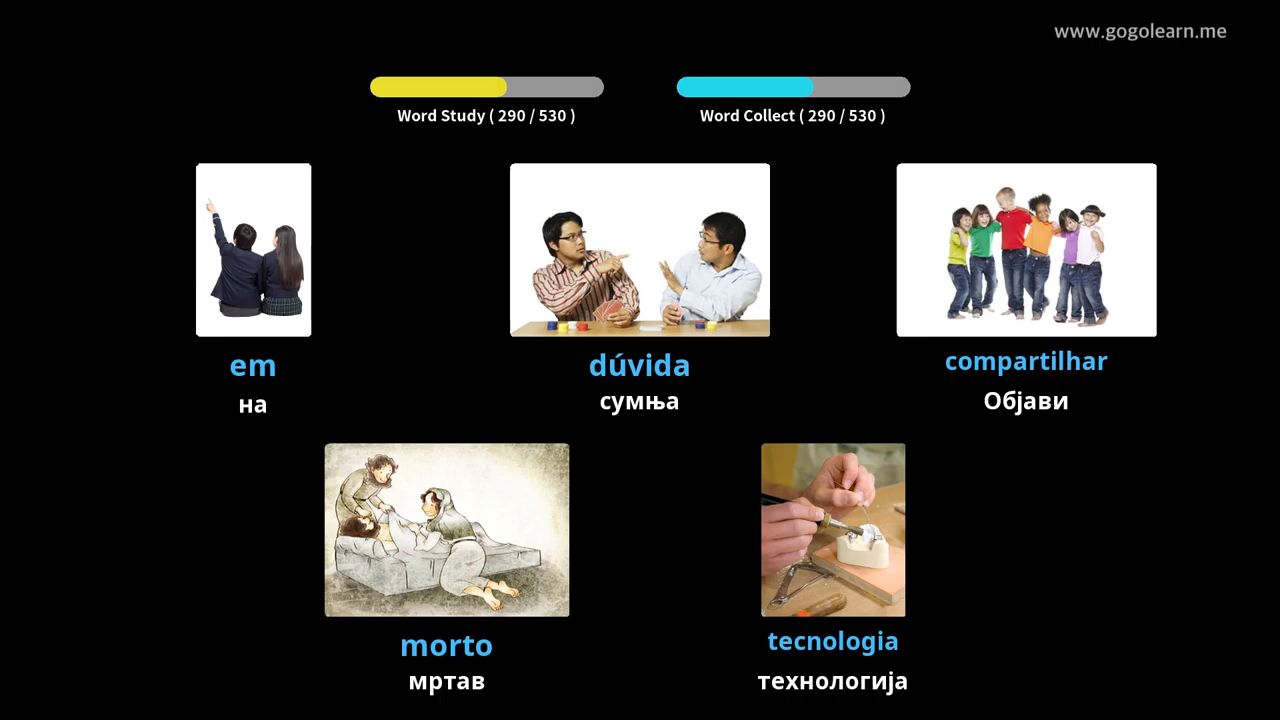 www.gogolearn.me
Word Study ( 290 / 530 )
Word Collect ( 290 / 530 )
em
на
dúvida
сумња
compartilhar
Објави
morto
мртав
tecnologia
технологија